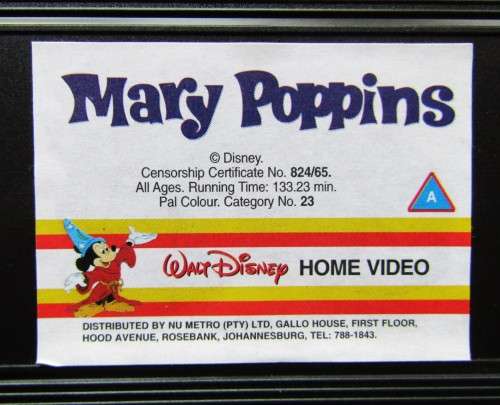 Mary Poppins
© Disney.
Censorship Certificate No. 824/65.
All Ages. Running Time: 133.23 min.
Pal Colour. Category No. 23
A
Walt Disney HOME VIDEO
DISTRIBUTED BY NU METRO (PTY) LTD, GALLO HOUSE, FIRST FLOOR,
HOOD AVENUE, ROSEBANK, JOHANNESBURG, TEL: 788-1843.